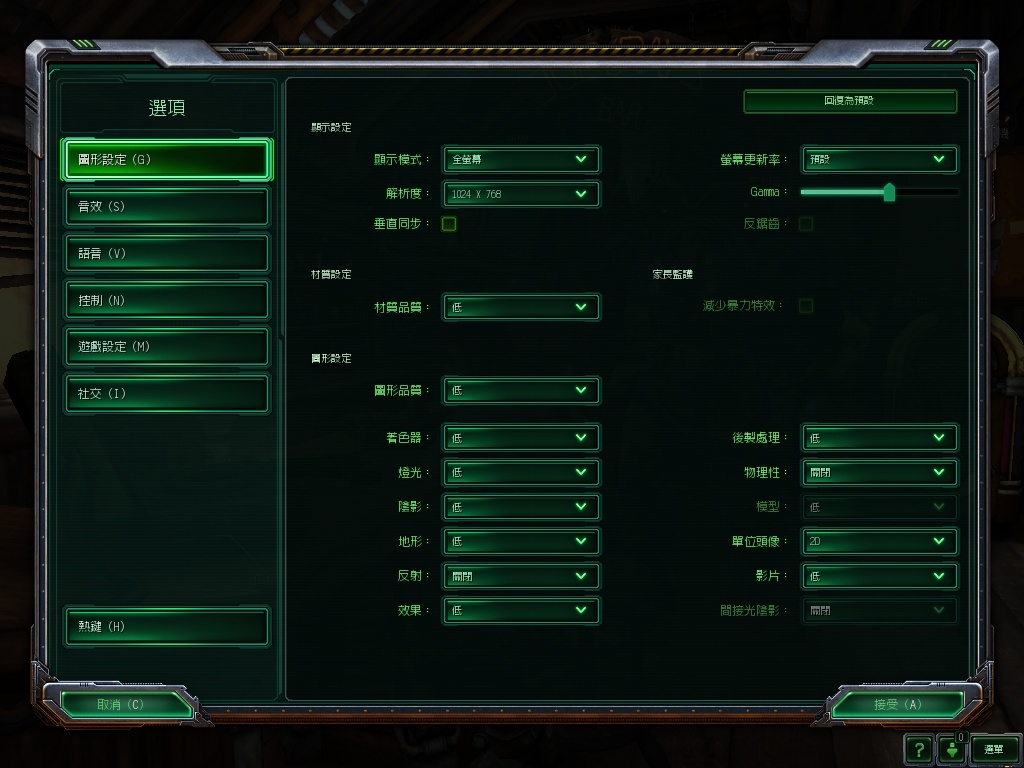 選項
圖形設定 (G)
音效 (S)
語言 (V)
控制 (N)
遊戲設定 (M)
社交 (I)
熱鍵 (H)
取消 (C)
回復為預設
顯示設定
顯示模式： 全螢幕
螢幕更新率： 預設
解析度： 1024 X 768
Gamma：
垂直同步：
反鋸齒：
材質設定
家長監護
材質品質： 低
減少暴力特效：
圖形設定
圖形品質： 低
著色器： 低
後製處理： 低
燈光： 低
物理性： 關閉
陰影： 低
模型： 低
地形： 低
單位頭像： 2D
反射： 關閉
影片： 低
效果： 低
間接光陰影： 關閉
接受 (A)
?
0
選單